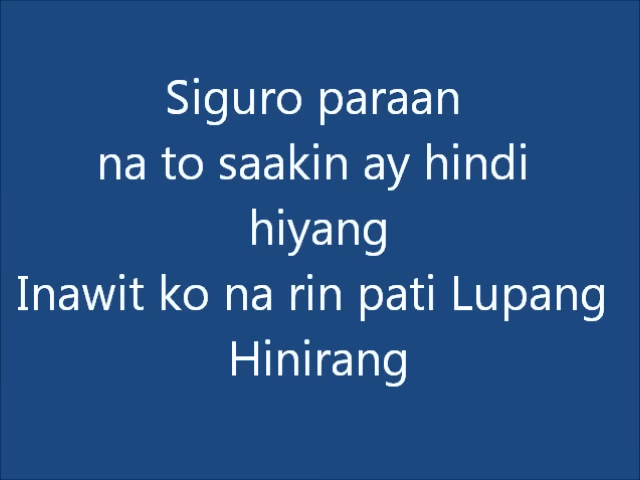 Siguro paraan
na to saakin ay hindi
hiyang
Inawit ko na rin pati Lupang
Hinirang